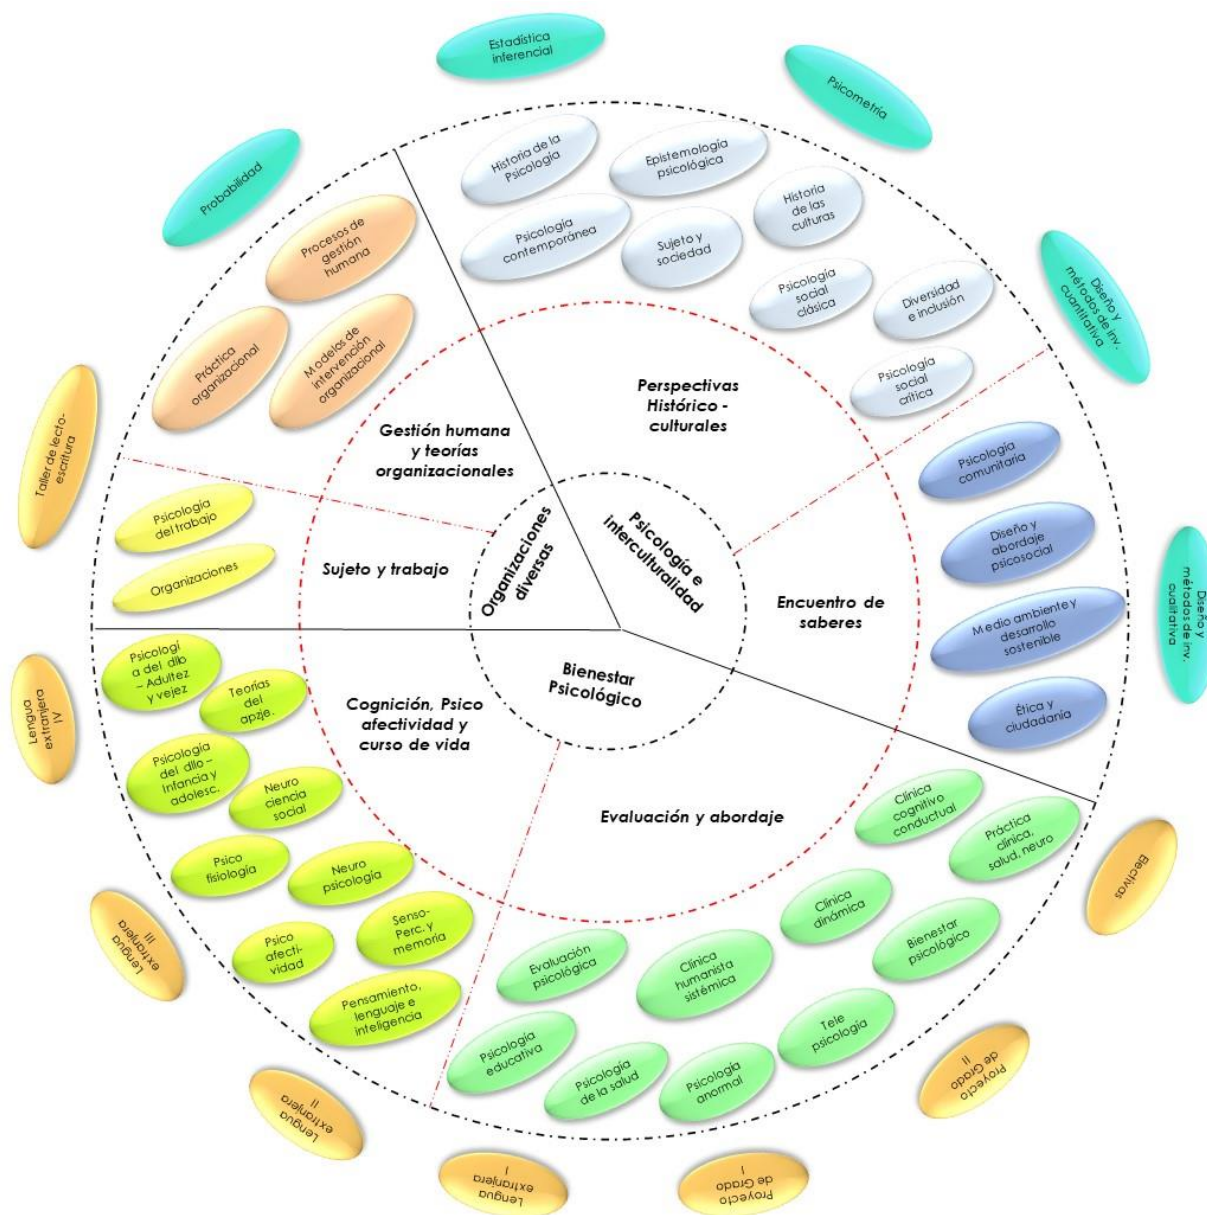 Estadística
inferencial
Psicometría
Probabilidad
Diseño y
métodos de inv.
cuantitativa
Diseño y
métodos de inv.
cualitativa
Taller de lecto-
escritura
Lengua
extranjera
IV
Lengua
extranjera
III
Lengua
extranjera
II
Lengua
extranjera
I
Proyecto
de Grado
I
Proyecto
de Grado
II
Electivas
Historia de la
Psicología
Epistemología
psicológica
Historia
de las
culturas
Psicología
contemporánea
Sujeto y
sociedad
Psicología
social
clásica
Diversidad
e inclusión
Psicología
social
crítica
Procesos de
gestión
humana
Práctica
organizacional
Modelos de
intervención
organizacional
Perspectivas
Histórico -
culturales
Gestión humana
y teorías
organizacionales
Psicología
comunitaria
Diseño y
abordaje
psicosocial
Medio ambiente y
desarrollo
sostenible
Ética y
ciudadanía
Psicología
del trabajo
Organizaciones
Sujeto y trabajo
Organizaciones
diversas
Psicología e
interculturalidad
Encuentro de
saberes
Bienestar
Psicológico
Cognición, Psico
afectividad y
curso de vida
Evaluación y abordaje
Psicologí
a del dllo
– Adultez
y vejez
Teorías
del
apzje.
Psicología
del dllo –
Infancia y
adolesc.
Neuro
ciencia
social
Psico
fisiología
Neuro
psicología
Psico
afecti-
vidad
Senso-
Perc. y
memoria
Pensamiento,
lenguaje e
inteligencia
Clínica
cognitivo
conductual
Práctica
clínica,
salud, neuro
Clínica
dinámica
Bienestar
psicológico
Evaluación
psicológica
Clínica
humanista
sistémica
Tele
psicología
Psicología
educativa
Psicología
de la salud
Psicología
anormal